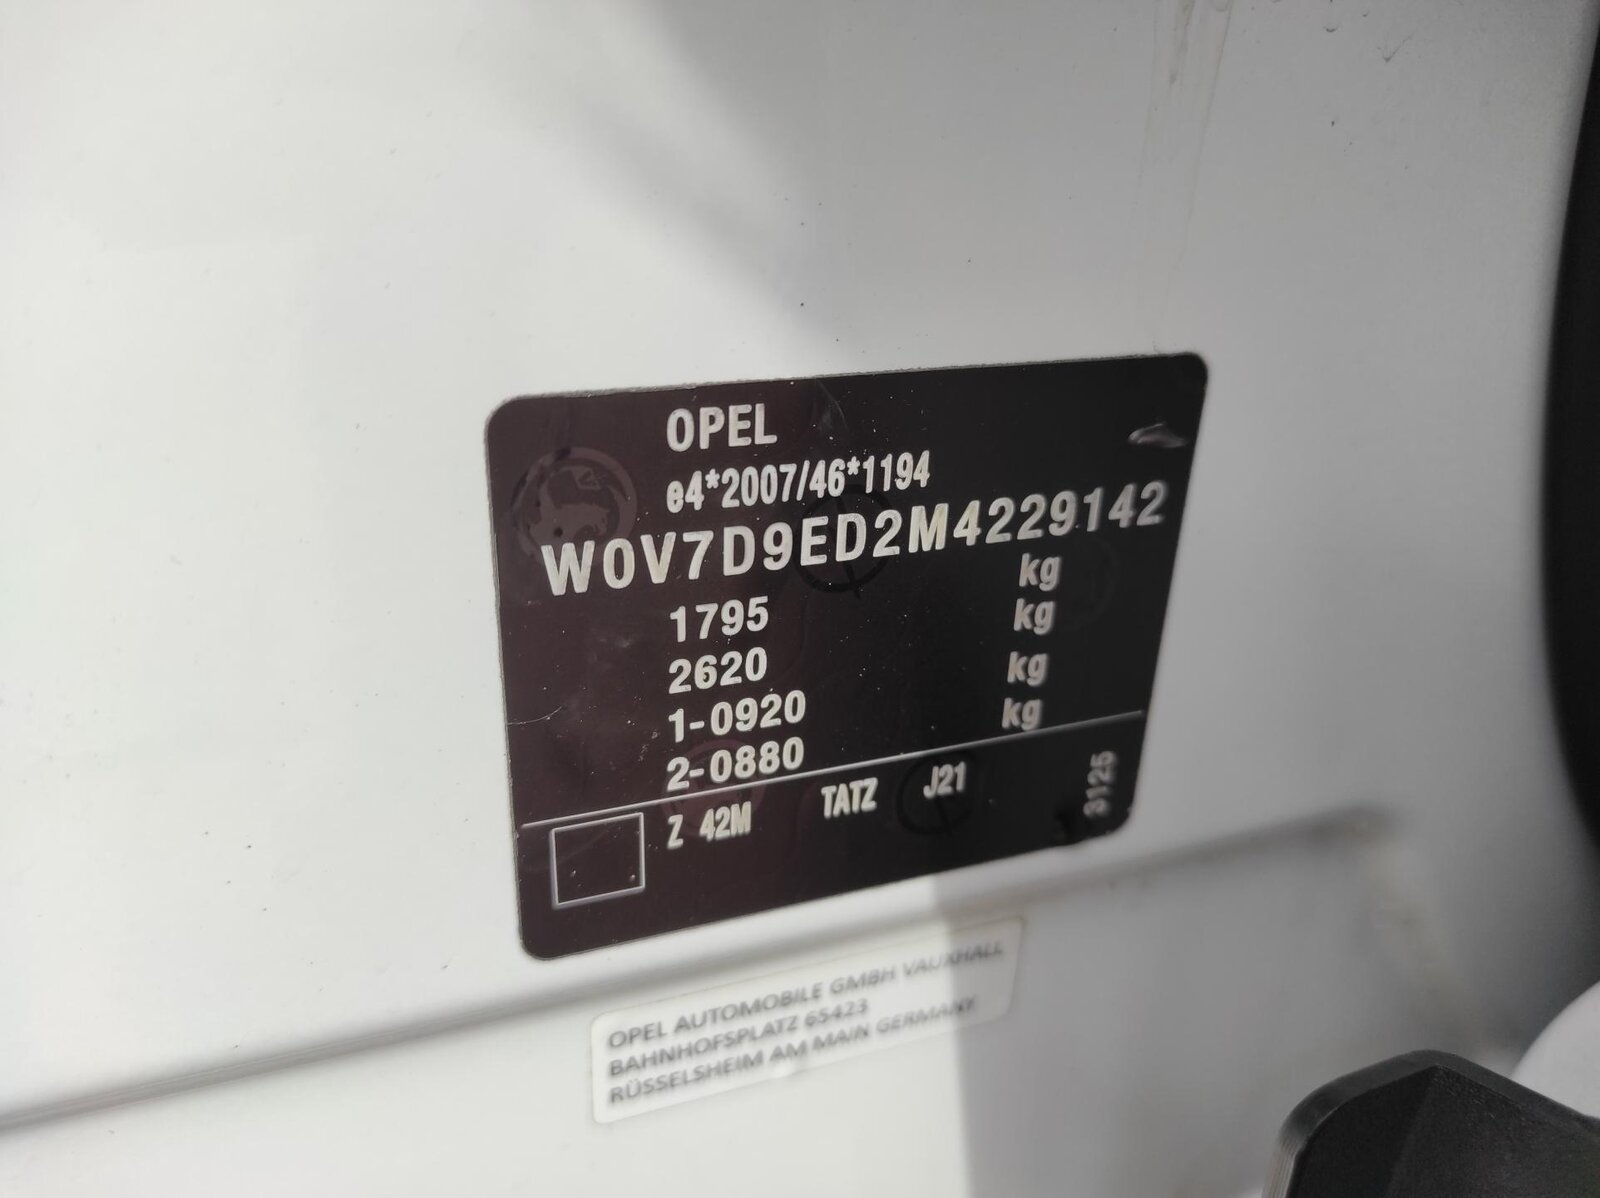 OPEL
e4*2007/46*1194
W0V7D9ED2M4229142
kg
1795 kg
2620 kg
1-0920 kg
2-0880
Z 42M TATZ J21
3125
OPEL AUTOMOBILE GMBH VAUXHALL
BAHNHOFSPLATZ 65423
RÜSSELSHEIM AM MAIN GERMANY